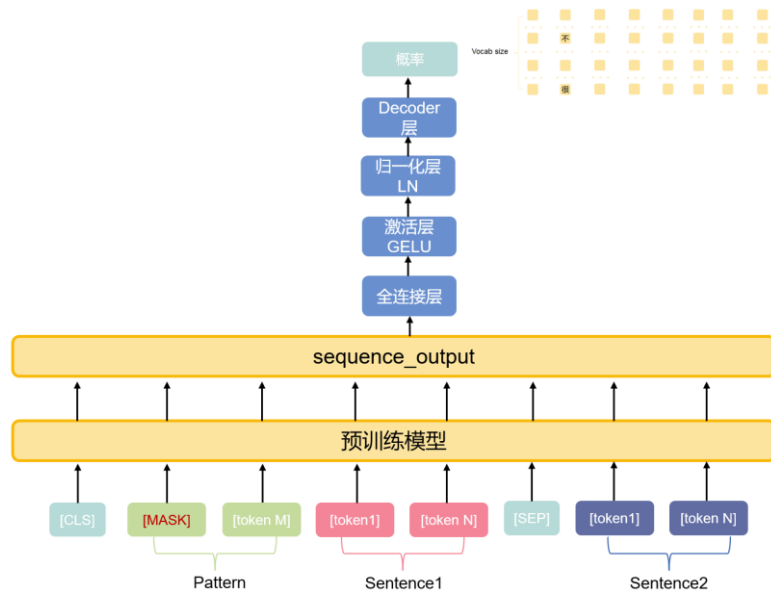 Vocab size
不
很
概率
Decoder
层
归一化层
LN
激活层
GELU
全连接层
sequence_output
预训练模型
[CLS]
[MASK]
[token M]
[token1]
[token N]
[SEP]
[token1]
[token N]
Pattern
Sentence1
Sentence2